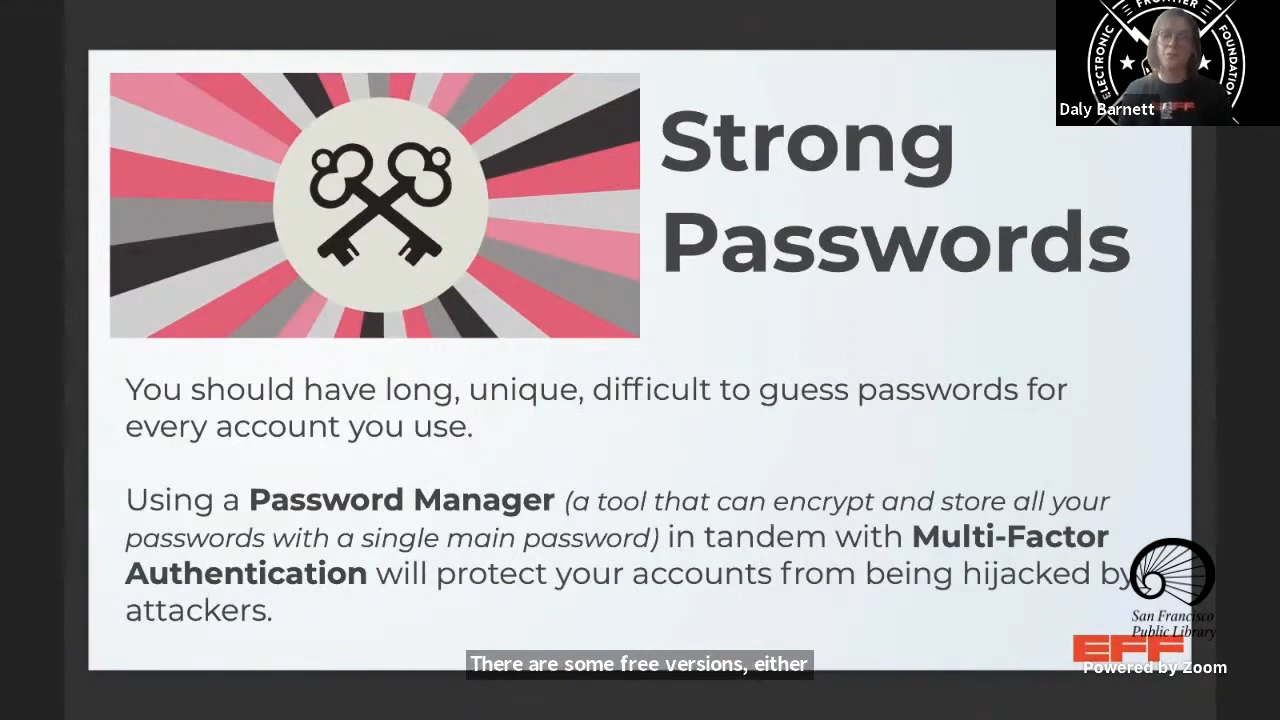 FRONTIER
ELECTRONIC
FOUNDATION
EFF
Daly Barnett
Strong
Passwords
You should have long, unique, difficult to guess passwords for
every account you use.
Using a Password Manager (a tool that can encrypt and store all your
passwords with a single main password) in tandem with Multi-Factor
Authentication will protect your accounts from being hijacked by
attackers.
San Francisco
Public Library
EFF
Powered by Zoom
There are some free versions, either